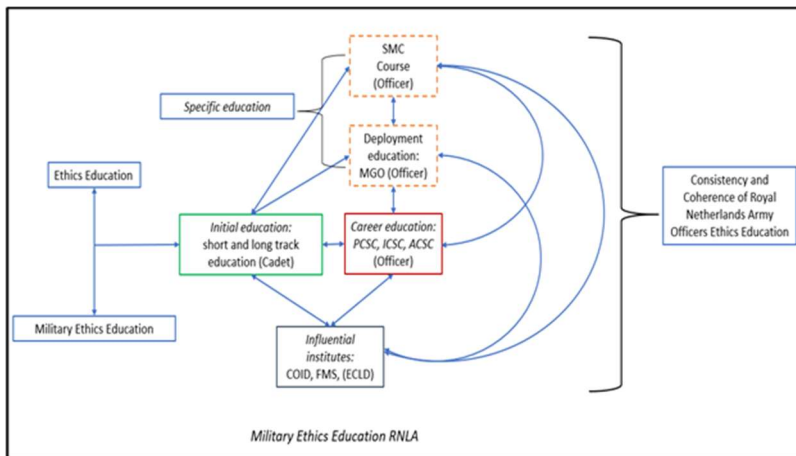 SMC
Course
(Officer)
Specific education
Deployment
education:
MGO (Officer)
Ethics Education
Consistency and
Coherence of Royal
Netherlands Army
Officers Ethics Education
Initial education:
short and long track
education (Cadet)
Career education:
PCSC, ICSC, ACSC
(Officer)
Military Ethics Education
Influential
institutes:
COID, FMS, (ECLD)
Military Ethics Education RNLA